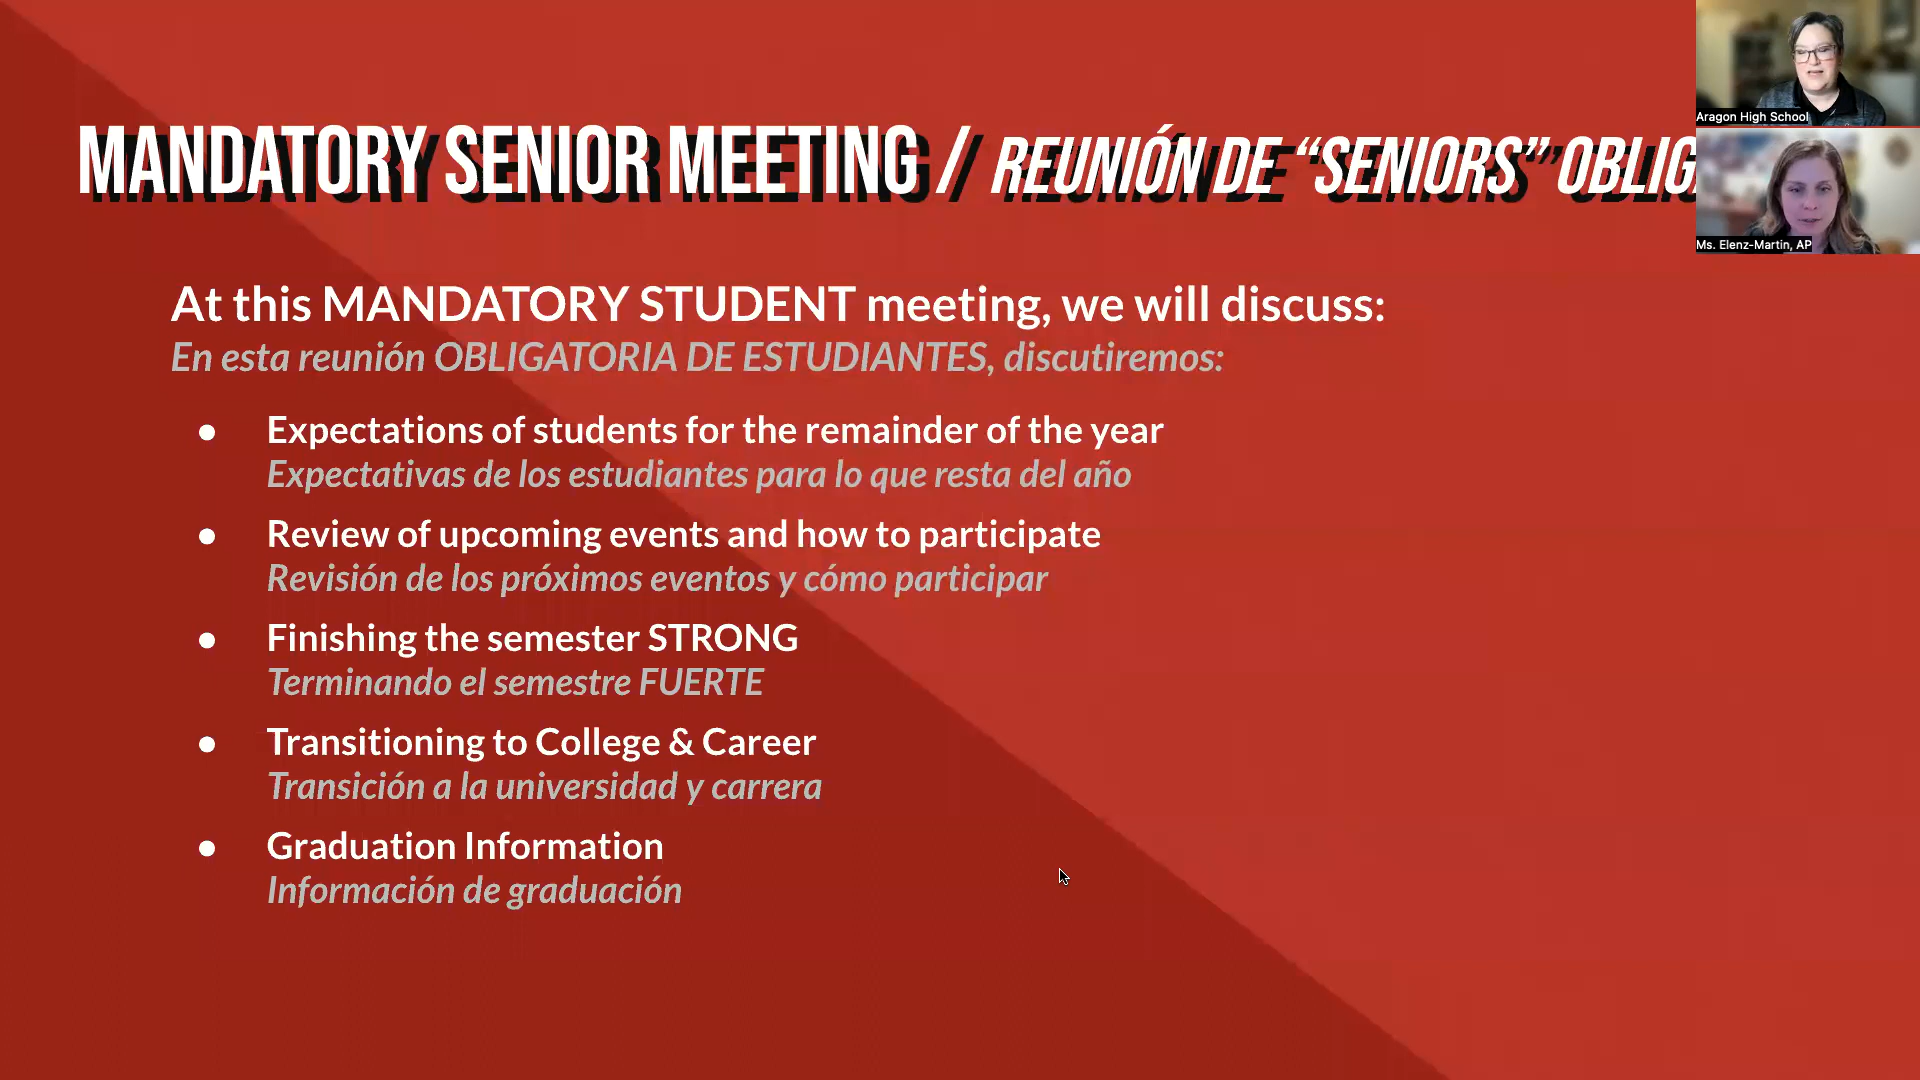 MANDATORY SENIOR MEETING / REUNIÓN DE “SENIORS”
Aragon High School
Ms. Elenz-Martin, AP
At this MANDATORY STUDENT meeting, we will discuss:
En esta reunión OBLIGATORIA DE ESTUDIANTES, discutiremos:
● Expectations of students for the remainder of the year
Expectativas de los estudiantes para lo que resta del año
● Review of upcoming events and how to participate
Revisión de los próximos eventos y cómo participar
● Finishing the semester STRONG
Terminando el semestre FUERTE
● Transitioning to College & Career
Transición a la universidad y carrera
● Graduation Information
Información de graduación